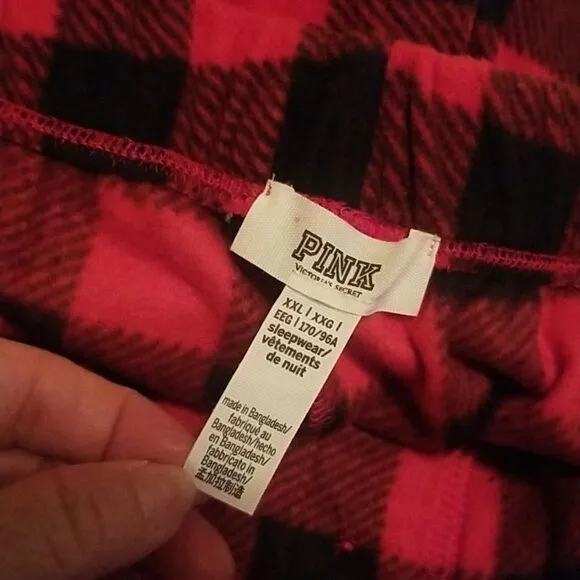 PINK
VICTORIA'S SECRET
XXL | XXG |
EEG | 170/96A
sleepwear/
vêtements
de nuit
made in Bangladesh/
fabriqué au
Bangladesh/hecho
en Bangladesh/
fabbricato in
Bangladesh/
孟加拉制造